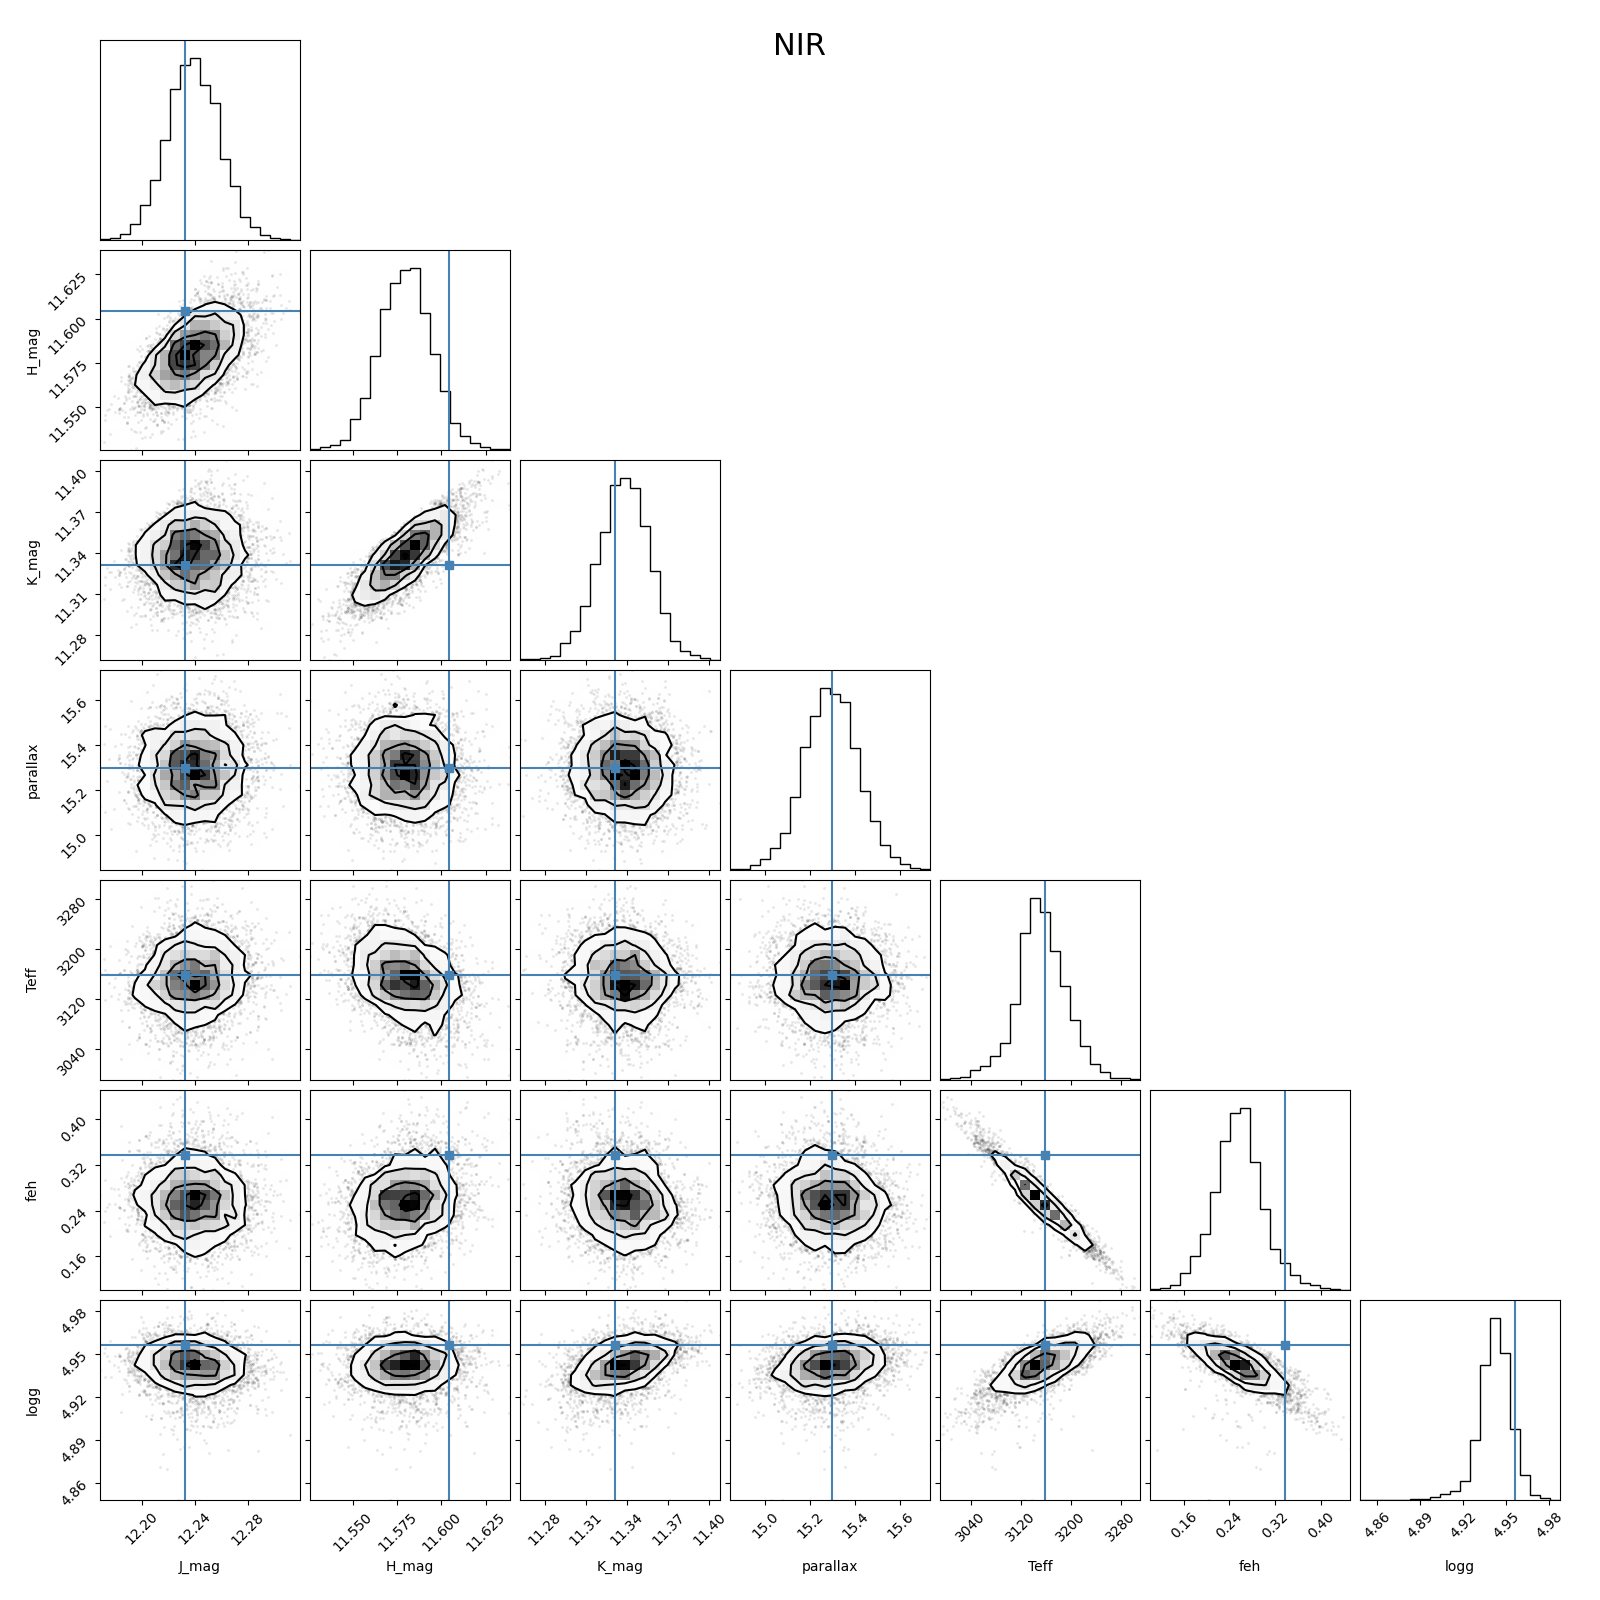 NIR
H_mag
11.625
11.600
11.575
11.550
K_mag
11.40
11.37
11.34
11.31
11.28
parallax
15.6
15.4
15.2
15.0
Teff
3280
3200
3120
3040
feh
0.40
0.32
0.24
0.16
logg
4.98
4.95
4.92
4.89
4.86
12.20 12.24 12.28 11.550 11.575 11.600 11.625 11.28 11.31 11.34 11.37 11.40 15.0 15.2 15.4 15.6 3040 3120 3200 3280 0.16 0.24 0.32 0.40 4.86 4.89 4.92 4.95 4.98
J_mag H_mag K_mag parallax Teff feh logg